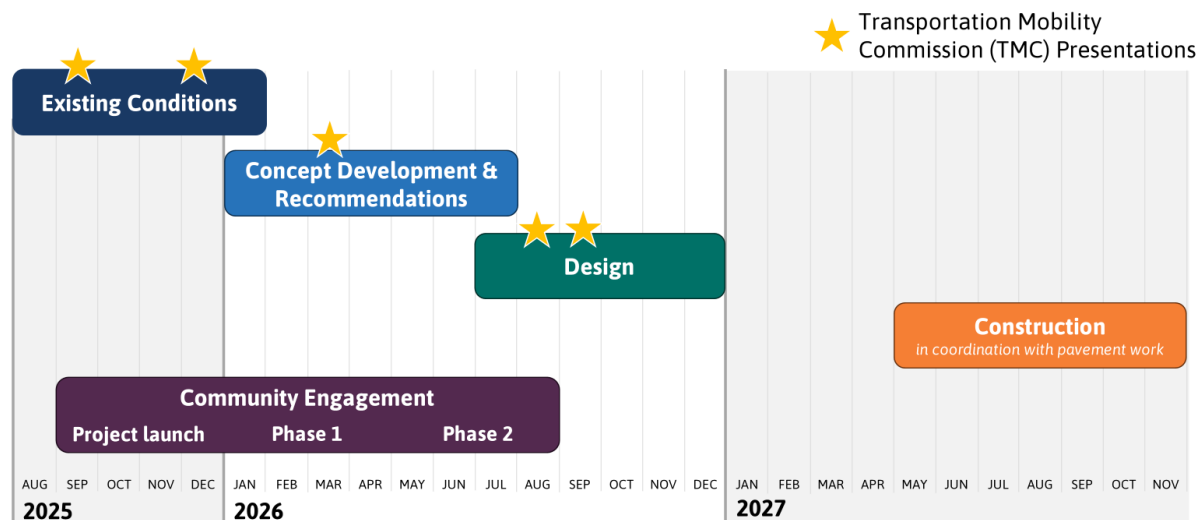 Transportation Mobility
Commission (TMC) Presentations
Existing Conditions
Concept Development &
Recommendations
Design
Construction
in coordination with pavement work
Community Engagement
Project launch Phase 1 Phase 2
AUG SEP OCT NOV DEC JAN FEB MAR APR MAY JUN JUL AUG SEP OCT NOV DEC JAN FEB MAR APR MAY JUN JUL AUG SEP OCT NOV
2025 2026 2027